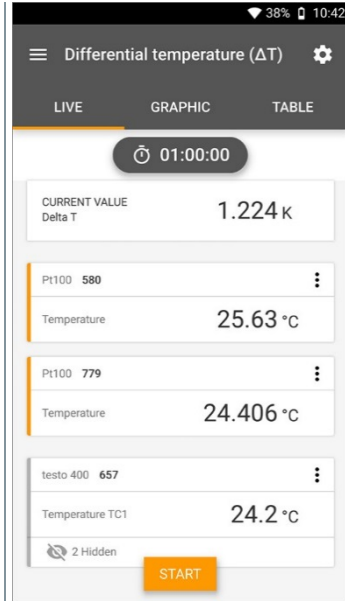 38% 10:42
Differential temperature (ΔT)
LIVE GRAPHIC TABLE
01:00:00
CURRENT VALUE
Delta T
1.224 K
Pt100 580
Temperature 25.63 °C
Pt100 779
Temperature 24.406 °C
testo 400 657
Temperature TC1 24.2 °C
2 Hidden
START